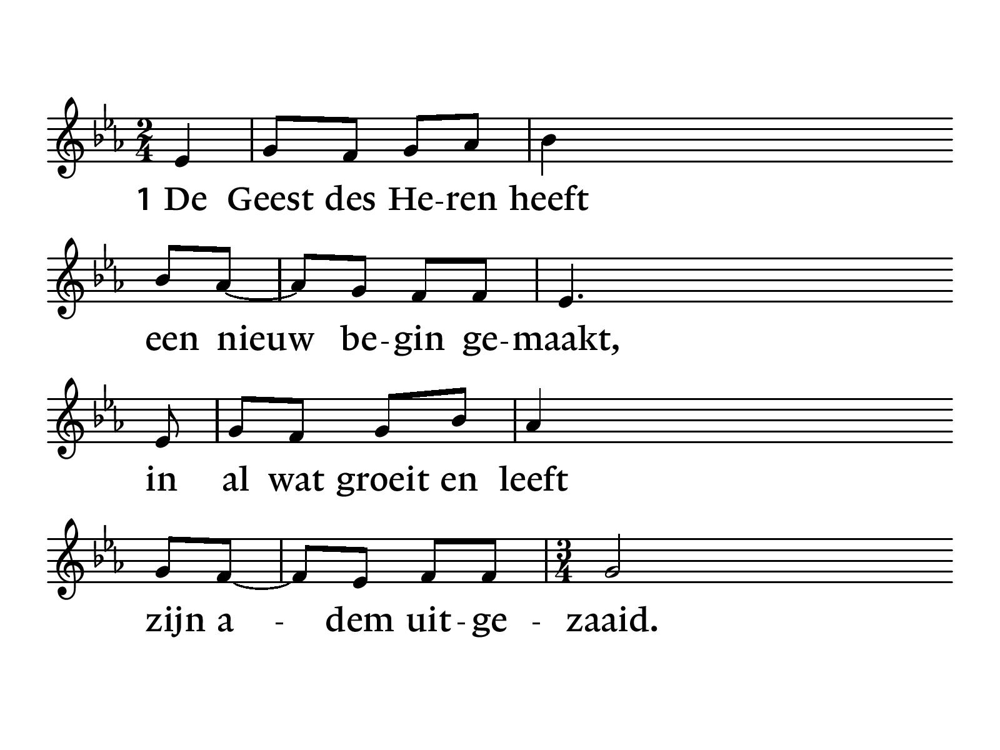 1 De Geest des He-ren heeft
een nieuw be-gin ge-maakt,
in al wat groeit en leeft
zijn a - dem uit-ge - zaaid.